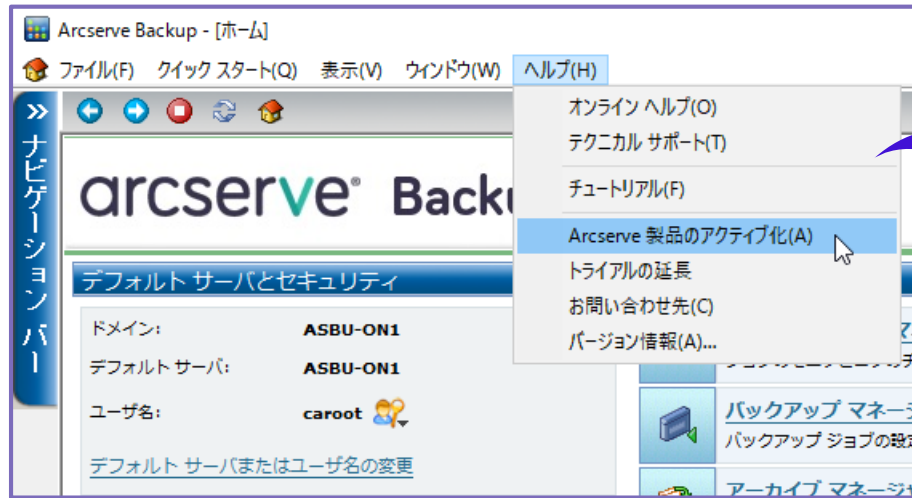 Arcserve Backup - [ホーム]
ファイル(F) クイック スタート(Q) 表示(V) ウィンドウ(W) ヘルプ(H)
オンライン ヘルプ(O)
テクニカル サポート(T)
チュートリアル(F)
Arcserve 製品のアクティブ化(A)
トライアルの延長
お問い合わせ先(C)
バージョン情報(A)...
ナビゲーション バー
arcserve® Backu
デフォルト サーバとセキュリティ
ドメイン: ASBU-ON1
デフォルト サーバ: ASBU-ON1
ユーザ名: caroot
デフォルト サーバまたはユーザ名の変更
バックアップ マネージ
バックアップ ジョブの設定
アーカイブ マネージャ